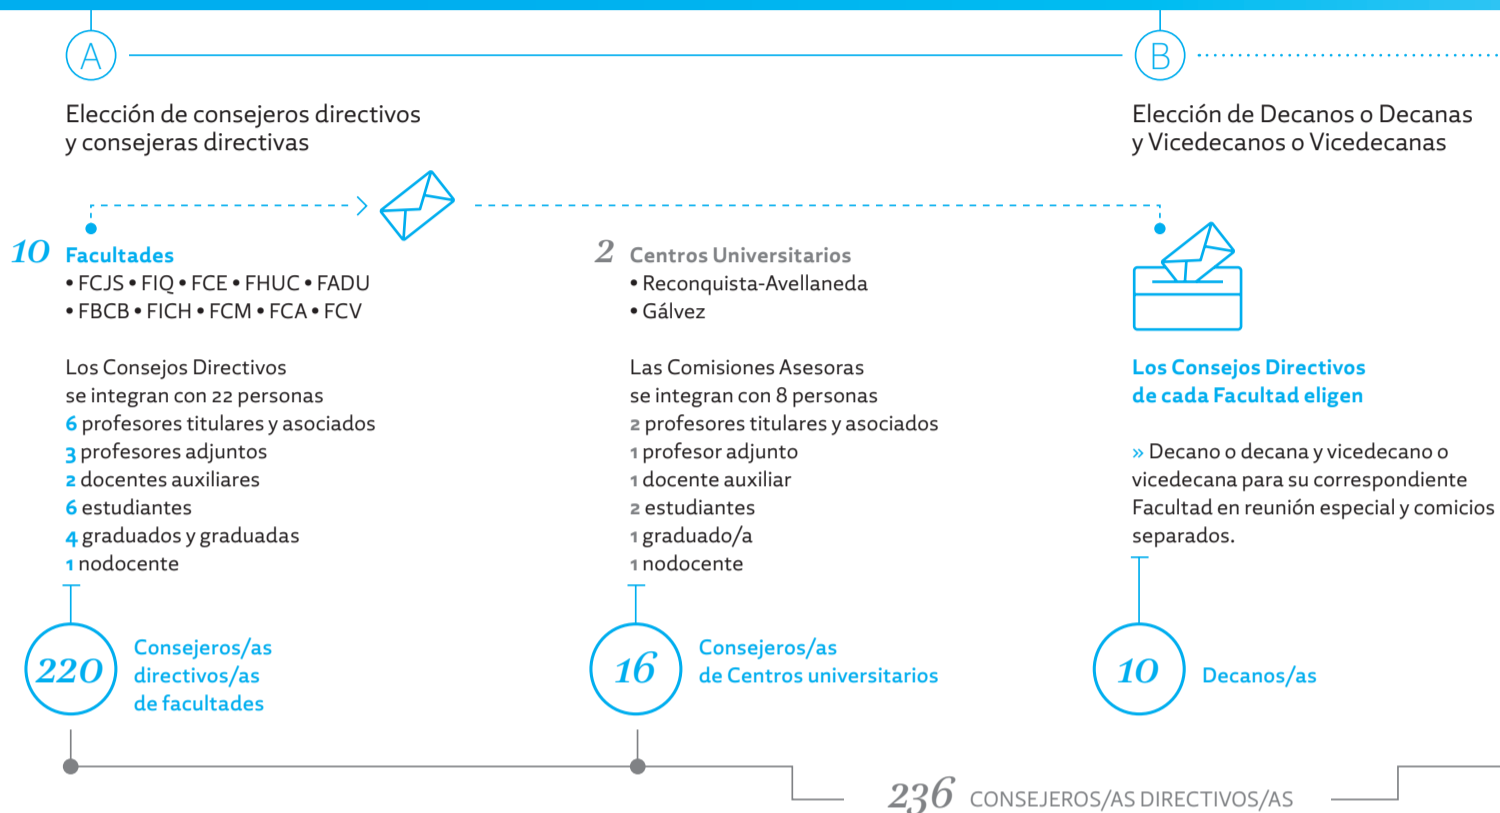 A
Elección de consejeros directivos
y consejeras directivas
10 Facultades
• FCJS • FIQ • FCE • FHUC • FADU
• FBCB • FICH • FCM • FCA • FCV
Los Consejos Directivos
se integran con 22 personas
6 profesores titulares y asociados
3 profesores adjuntos
2 docentes auxiliares
6 estudiantes
4 graduados y graduadas
1 nodocente
220
Consejeros/as
directivos/as
de facultades
2 Centros Universitarios
• Reconquista-Avellaneda
• Gálvez
Las Comisiones Asesoras
se integran con 8 personas
2 profesores titulares y asociados
1 profesor adjunto
1 docente auxiliar
2 estudiantes
1 graduado/a
1 nodocente
16
Consejeros/as
de Centros universitarios
B
Elección de Decanos o Decanas
y Vicedecanos o Vicedecanas
Los Consejos Directivos
de cada Facultad eligen
» Decano o decana y vicedecano o
vicedecana para su correspondiente
Facultad en reunión especial y comicios
separados.
10
Decanos/as
236 CONSEJEROS/AS DIRECTIVOS/AS